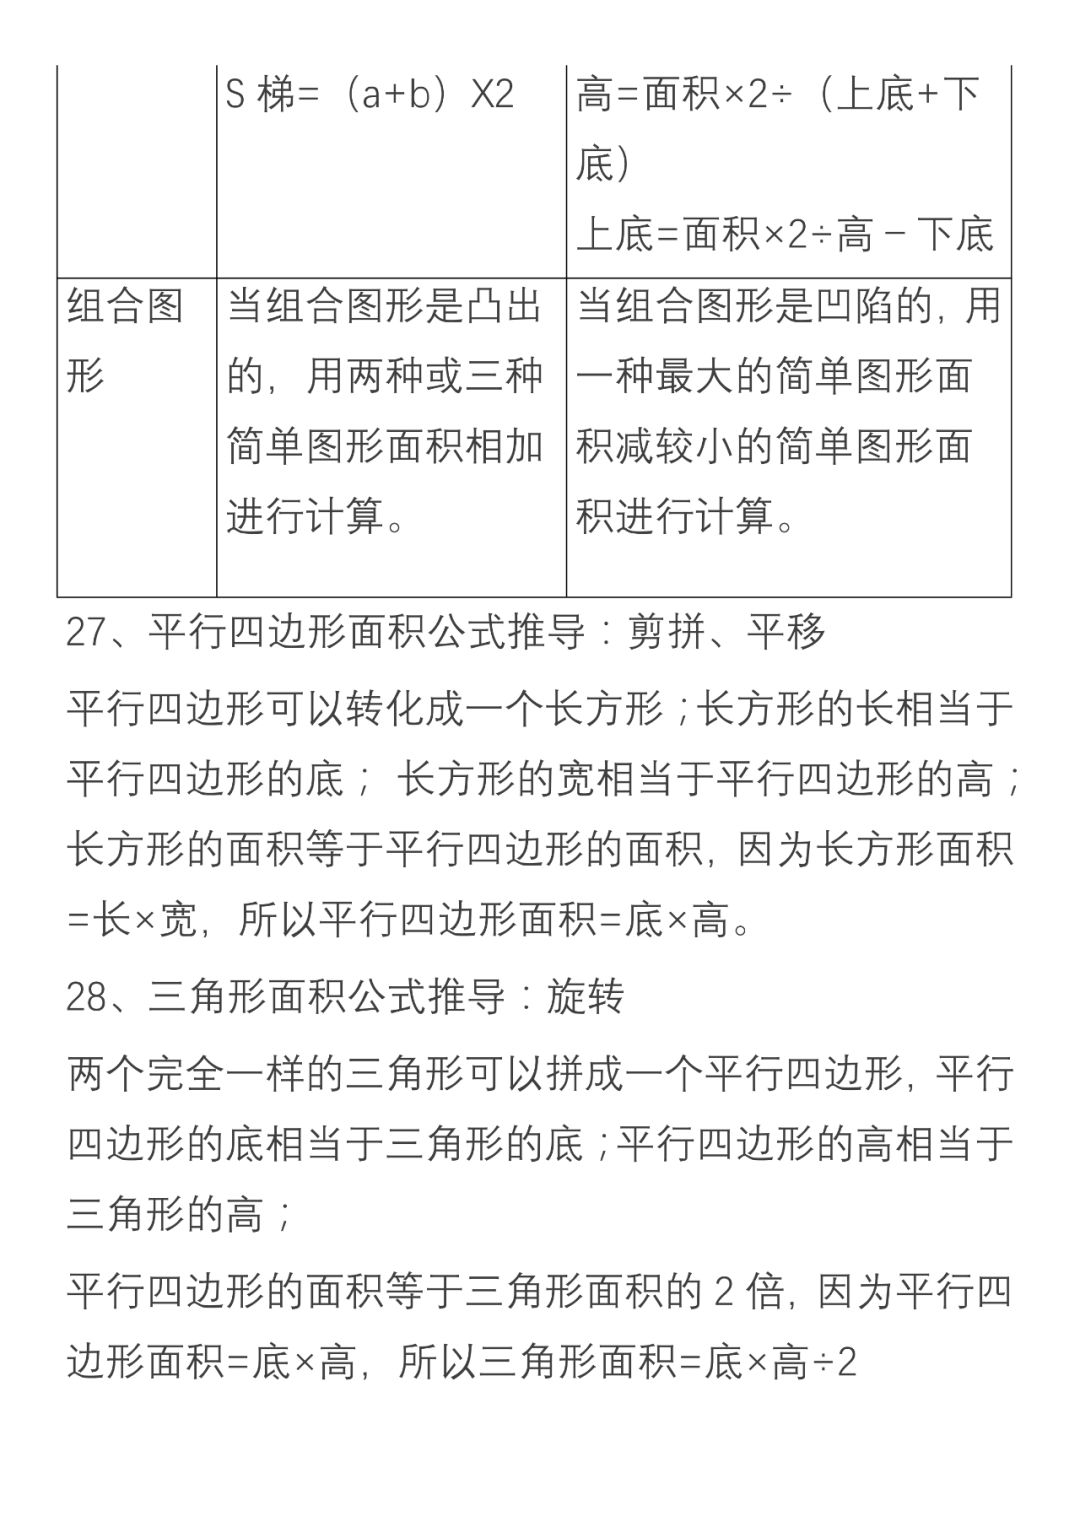 S 梯=（a+b）X2
高=面积×2÷（上底+下
底）
上底=面积×2÷高－下底
组合图
形
当组合图形是凸出
的，用两种或三种
简单图形面积相加
进行计算。
当组合图形是凹陷的，用
一种最大的简单图形面
积减较小的简单图形面
积进行计算。
27、平行四边形面积公式推导：剪拼、平移
平行四边形可以转化成一个长方形；长方形的长相当于
平行四边形的底； 长方形的宽相当于平行四边形的高；
长方形的面积等于平行四边形的面积，因为长方形面积
=长×宽，所以平行四边形面积=底×高。
28、三角形面积公式推导：旋转
两个完全一样的三角形可以拼成一个平行四边形，平行
四边形的底相当于三角形的底；平行四边形的高相当于
三角形的高；
平行四边形的面积等于三角形面积的 2 倍，因为平行四
边形面积=底×高，所以三角形面积=底×高÷2